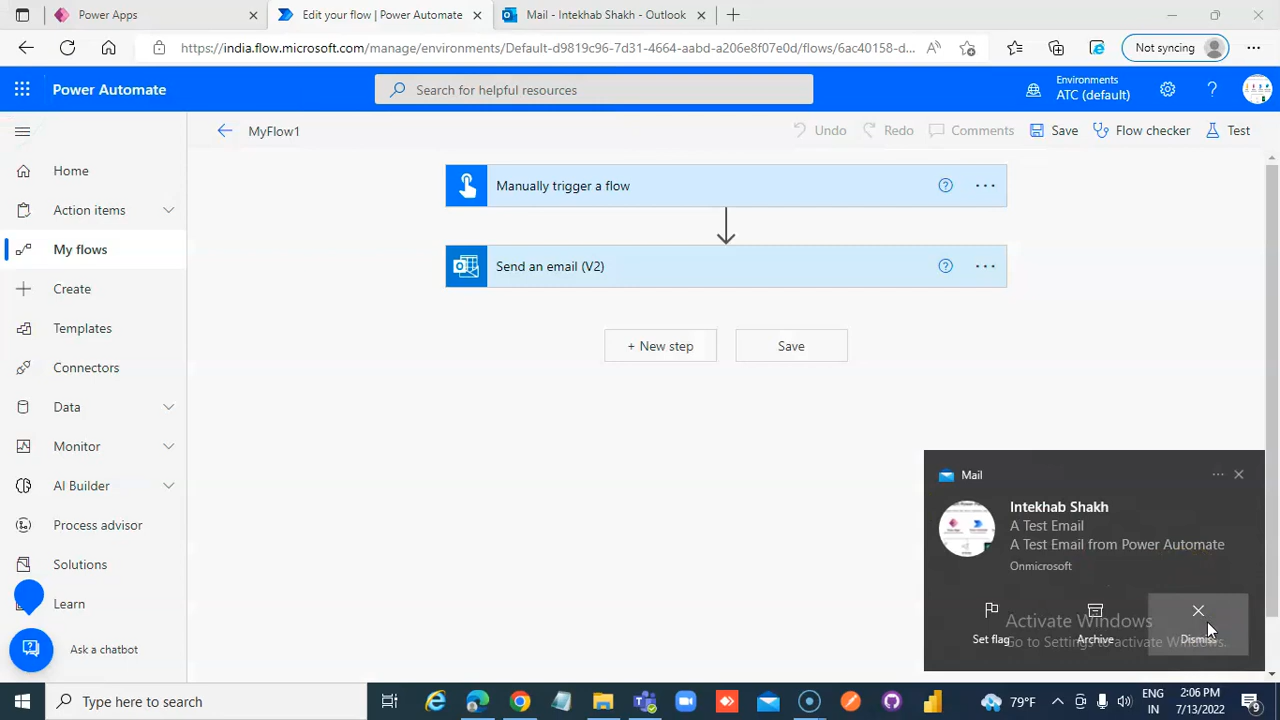 Power Apps
Edit your flow | Power Automate
Mail - Intekhab Shakh - Outlook
https://india.flow.microsoft.com/manage/environments/Default-d9819c96-7d31-4664-aabd-a206e8f07e0d/flows/6ac40158-d...
Not syncing
Power Automate
Search for helpful resources
Environments
ATC (default)
MyFlow1
Undo
Redo
Comments
Save
Flow checker
Test
Home
Action items
My flows
Create
Templates
Connectors
Data
Monitor
AI Builder
Process advisor
Solutions
Learn
Ask a chatbot
Manually trigger a flow
Send an email (V2)
+ New step
Save
Mail
Intekhab Shakh
A Test Email
A Test Email from Power Automate
Onmicrosoft
Set flag
Archive
Dismiss
Activate Windows
Go to Settings to activate Windows.
Type here to search
79°F
ENG
IN
2:06 PM
7/13/2022
9